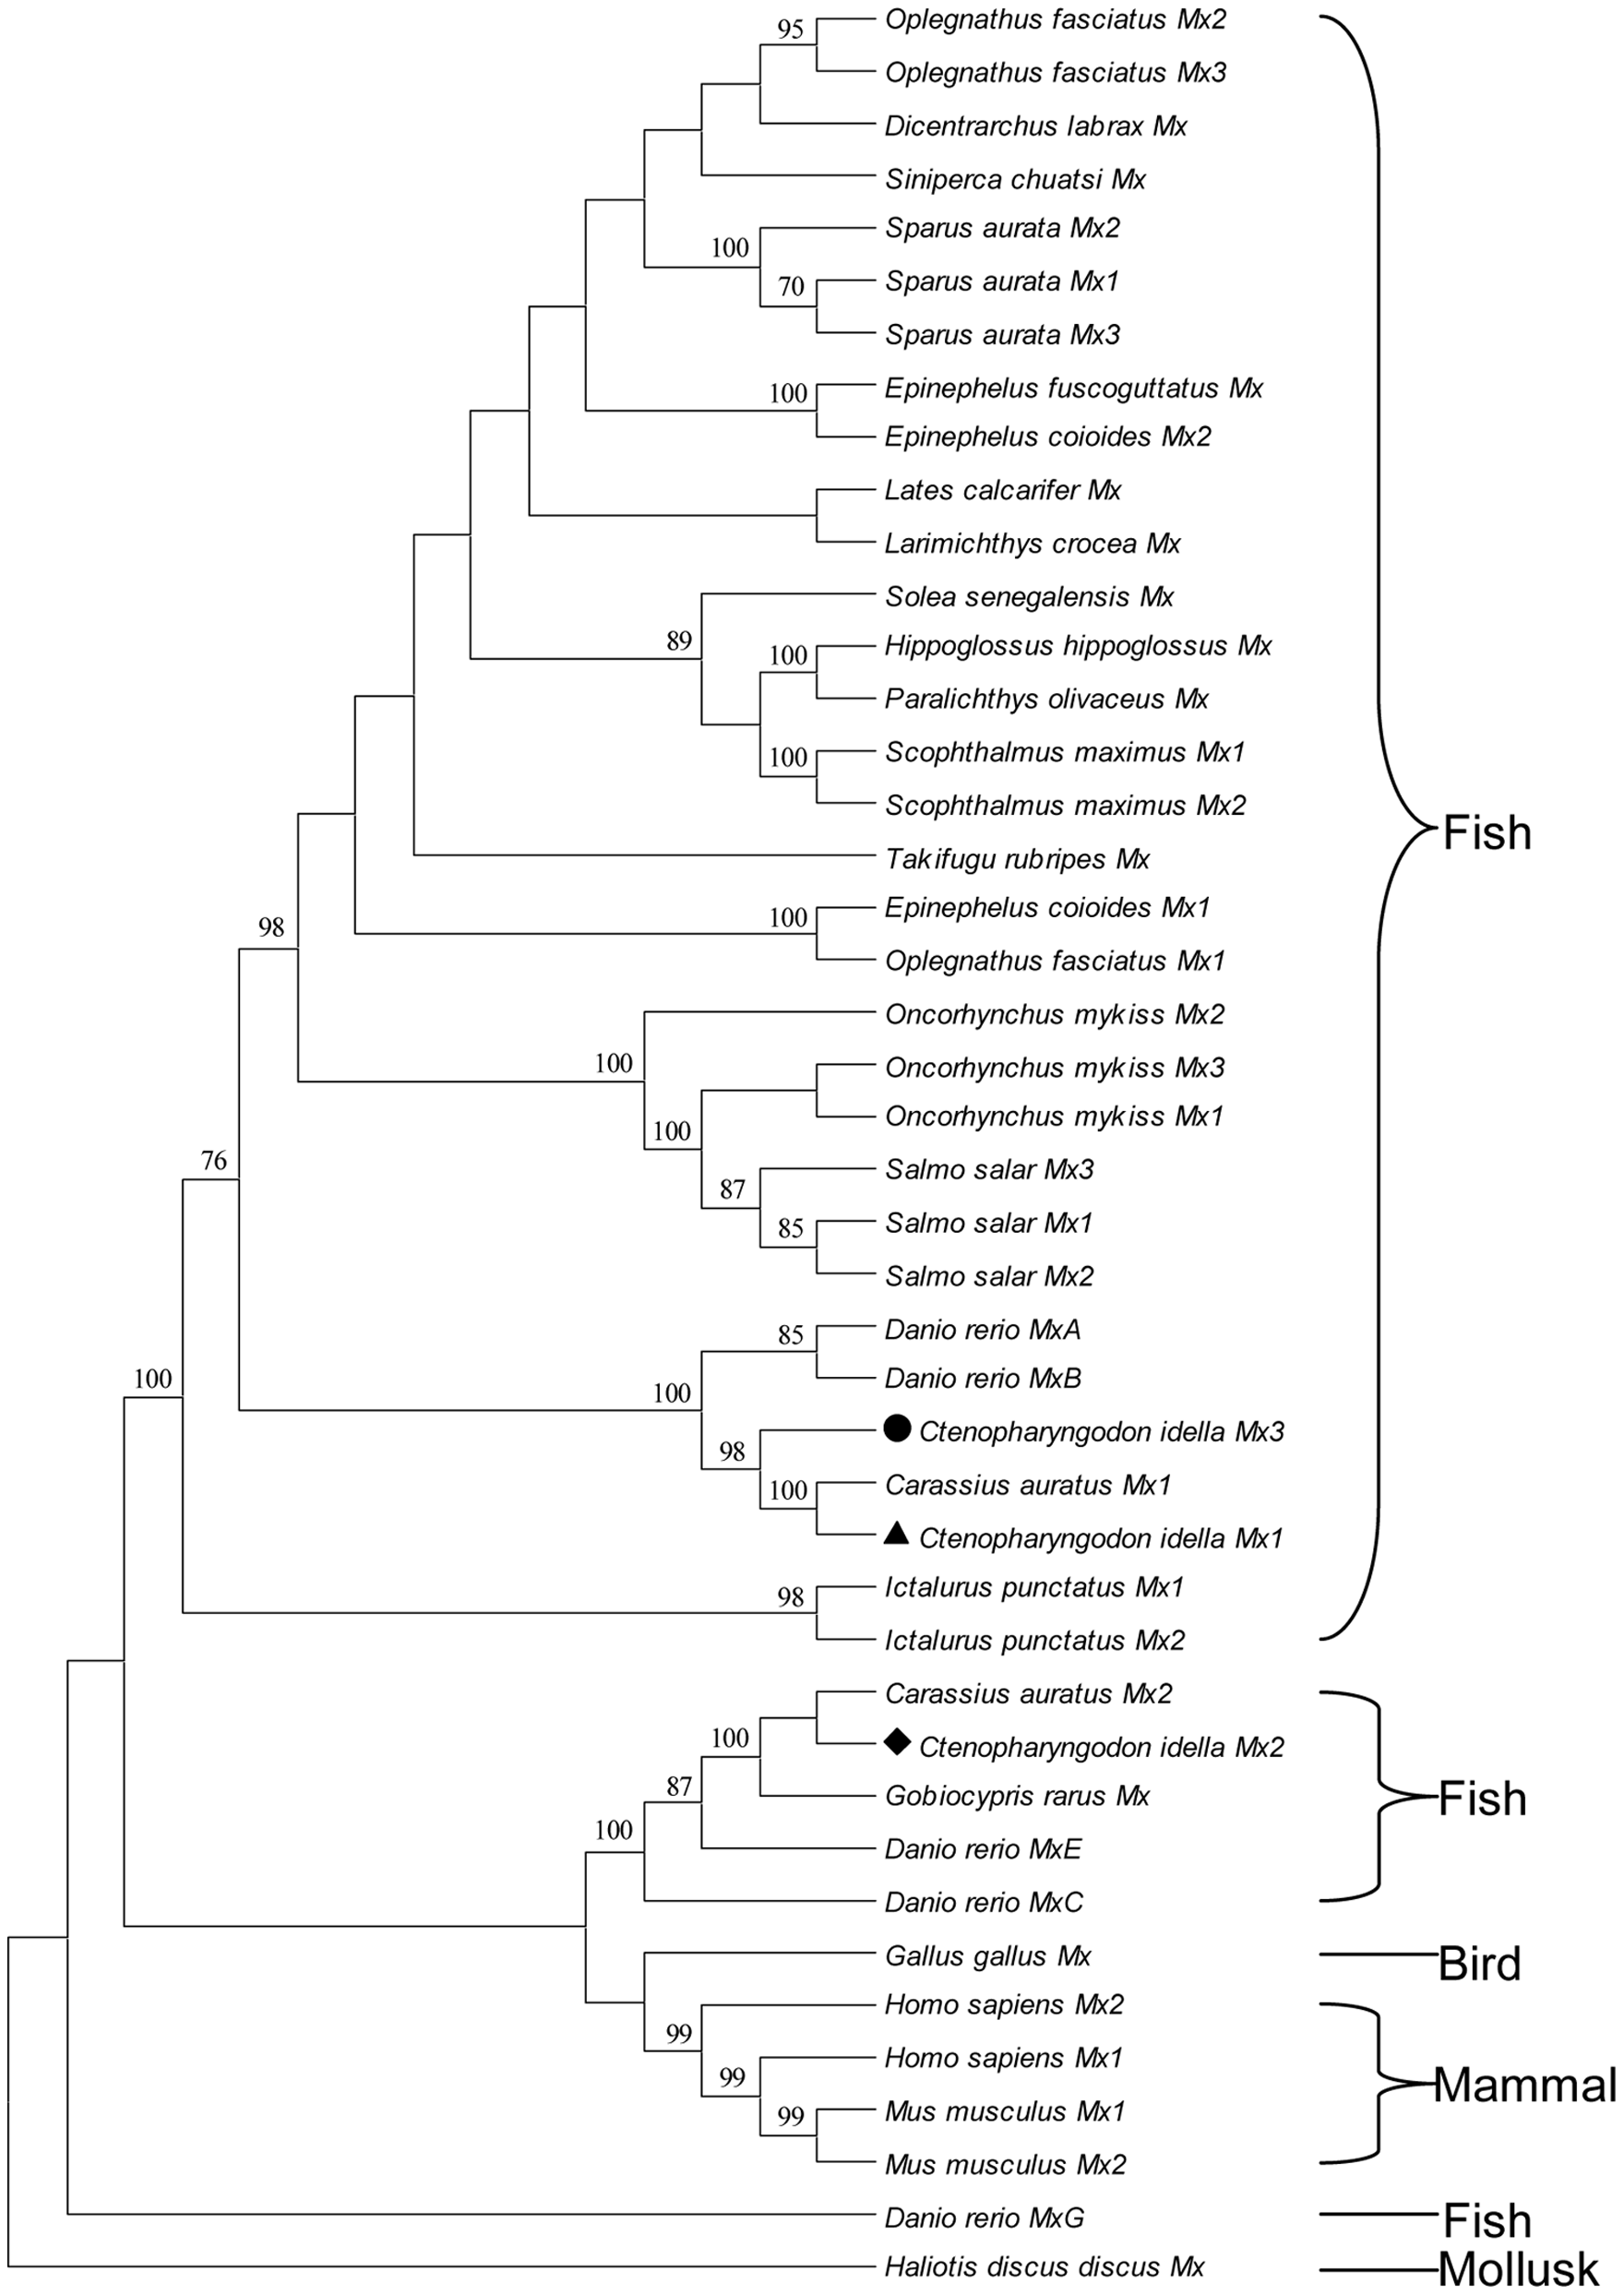 95
Oplegnathus fasciatus Mx2
Oplegnathus fasciatus Mx3
Dicentrarchus labrax Mx
Siniperca chuatsi Mx
Sparus aurata Mx2
100
Sparus aurata Mx1
70
Sparus aurata Mx3
Epinephelus fuscoguttatus Mx
100
Epinephelus coioides Mx2
Lates calcarifer Mx
Larimichthys crocea Mx
Solea senegalensis Mx
89
Hippoglossus hippoglossus Mx
100
Paralichthys olivaceus Mx
Scophthalmus maximus Mx1
100
Scophthalmus maximus Mx2
Fish
Takifugu rubripes Mx
Epinephelus coioides Mx1
100
98
Oplegnathus fasciatus Mx1
Oncorhynchus mykiss Mx2
100
Oncorhynchus mykiss Mx3
Oncorhynchus mykiss Mx1
100
76
Salmo salar Mx3
87
Salmo salar Mx1
85
Salmo salar Mx2
Danio rerio MxA
85
Danio rerio MxB
100
100
Ctenopharyngodon idella Mx3
98
Carassius auratus Mx1
100
Ctenopharyngodon idella Mx1
Ictalurus punctatus Mx1
98
Ictalurus punctatus Mx2
Carassius auratus Mx2
100
Ctenopharyngodon idella Mx2
87
Gobiocypris rarus Mx
Fish
100
Danio rerio MxE
Danio rerio MxC
Gallus gallus Mx
Bird
Homo sapiens Mx2
99
Homo sapiens Mx1
99
Mammal
Mus musculus Mx1
99
Mus musculus Mx2
Danio rerio MxG
Fish
Haliotis discus discus Mx
Mollusk